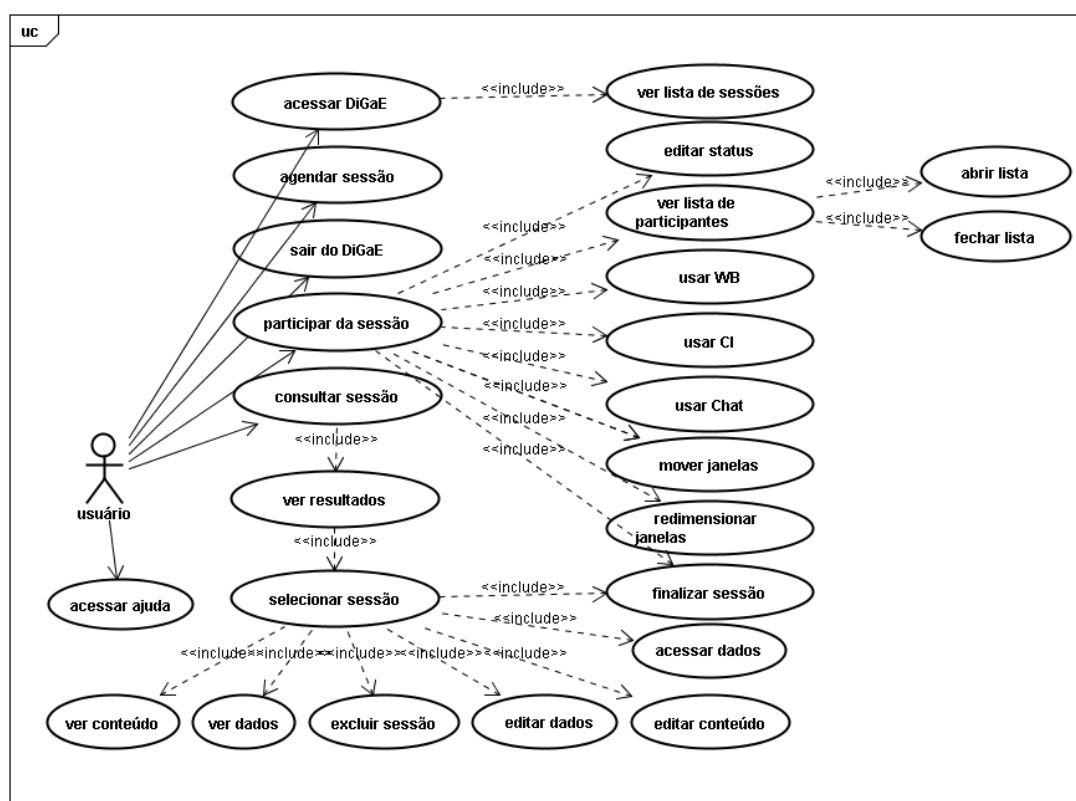 uc
acessar DiGaE
<<include>>
ver lista de sessões
editar status
agendar sessão
<<include>>
abrir lista
ver lista de
participantes
<<include>>
<<include>>
fechar lista
sair do DiGaE
<<include>>
usar WB
<<include>>
participar da sessão
<<include>>
usar CI
<<include>>
<<include>>
consultar sessão
usar Chat
<<include>>
<<include>>
<<include>>
mover janelas
ver resultados
usuário
redimensionar
janelas
<<include>>
acessar ajuda
selecionar sessão
<<include>>
finalizar sessão
<<include>>
acessar dados
<<include>>
<<include>>
<<include>>
<<include>>
<<include>>
ver conteúdo
ver dados
excluir sessão
editar dados
editar conteúdo